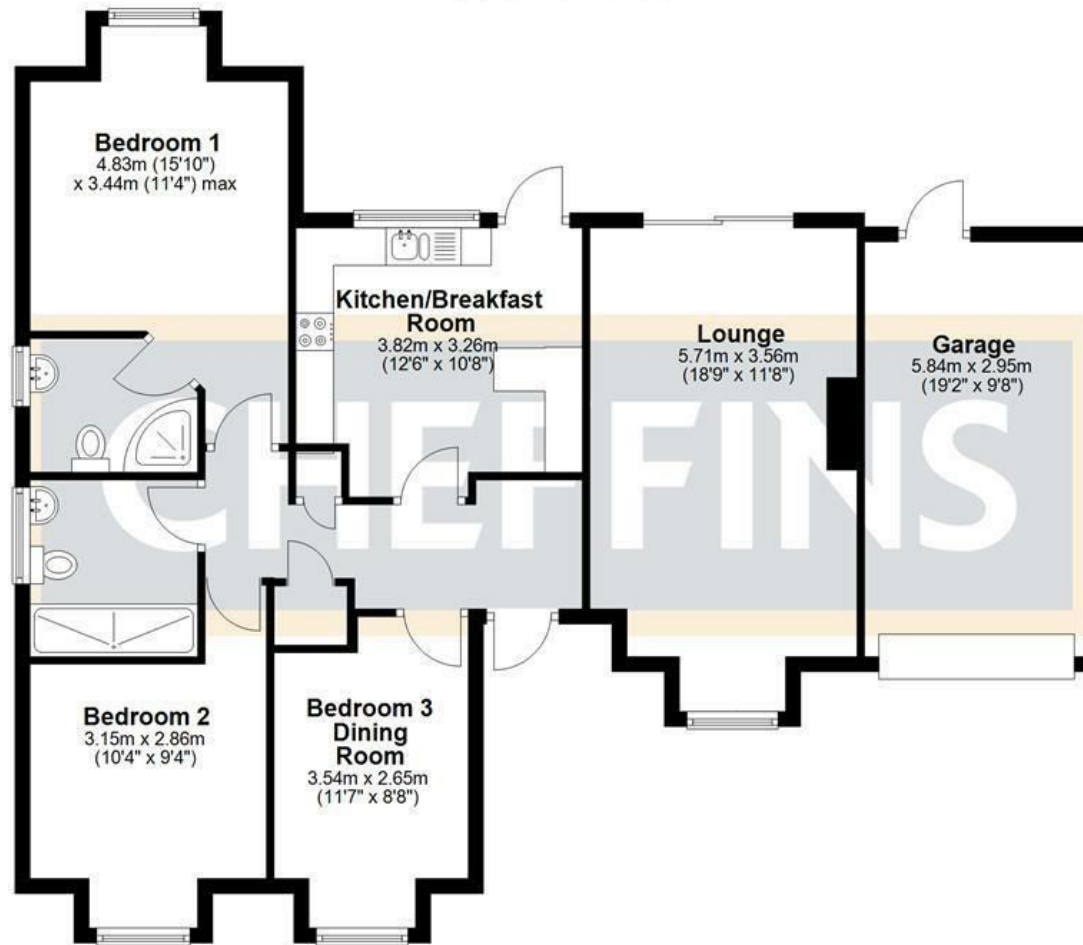 Bedroom 1
4.83m (15'10")
x 3.44m (11'4") max
Kitchen/Breakfast
Room
3.82m x 3.26m
(12'6" x 10'8")
Lounge
5.71m x 3.56m
(18'9" x 11'8")
Garage
5.84m x 2.95m
(19'2" x 9'8")
CHEFFINS
Bedroom 2
3.15m x 2.86m
(10'4" x 9'4")
Bedroom 3
Dining
Room
3.54m x 2.65m
(11'7" x 8'8")